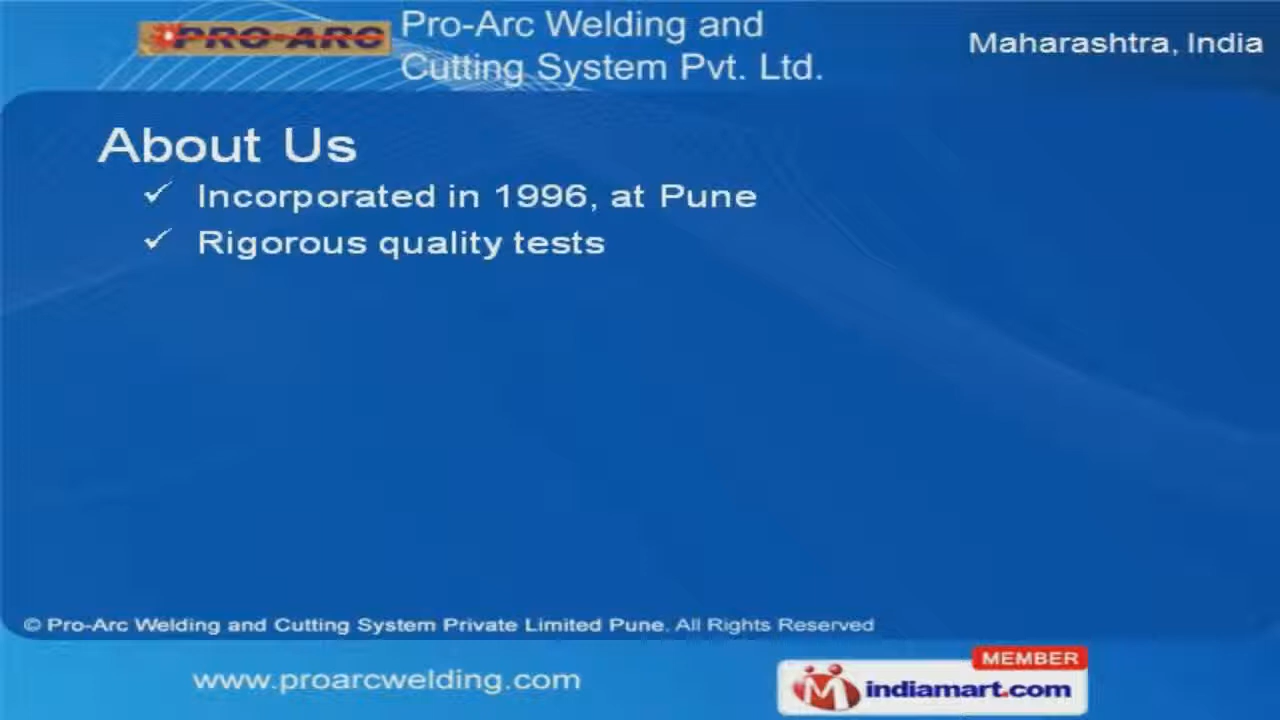 PRO-ARC
Pro-Arc Welding and
Cutting System Pvt. Ltd.
Maharashtra, India
About Us
✓ Incorporated in 1996, at Pune
✓ Rigorous quality tests
© Pro-Arc Welding and Cutting System Private Limited Pune. All Rights Reserved
www.proarcwelding.com
MEMBER
indiamart.com